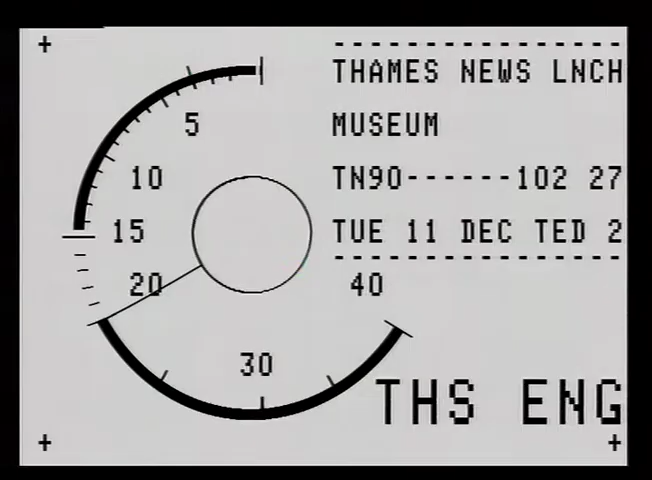 THAMES NEWS LNCH
MUSEUM
TN90------102 27
TUE 11 DEC TED 2
5
10
15
20
30
40
THS ENG